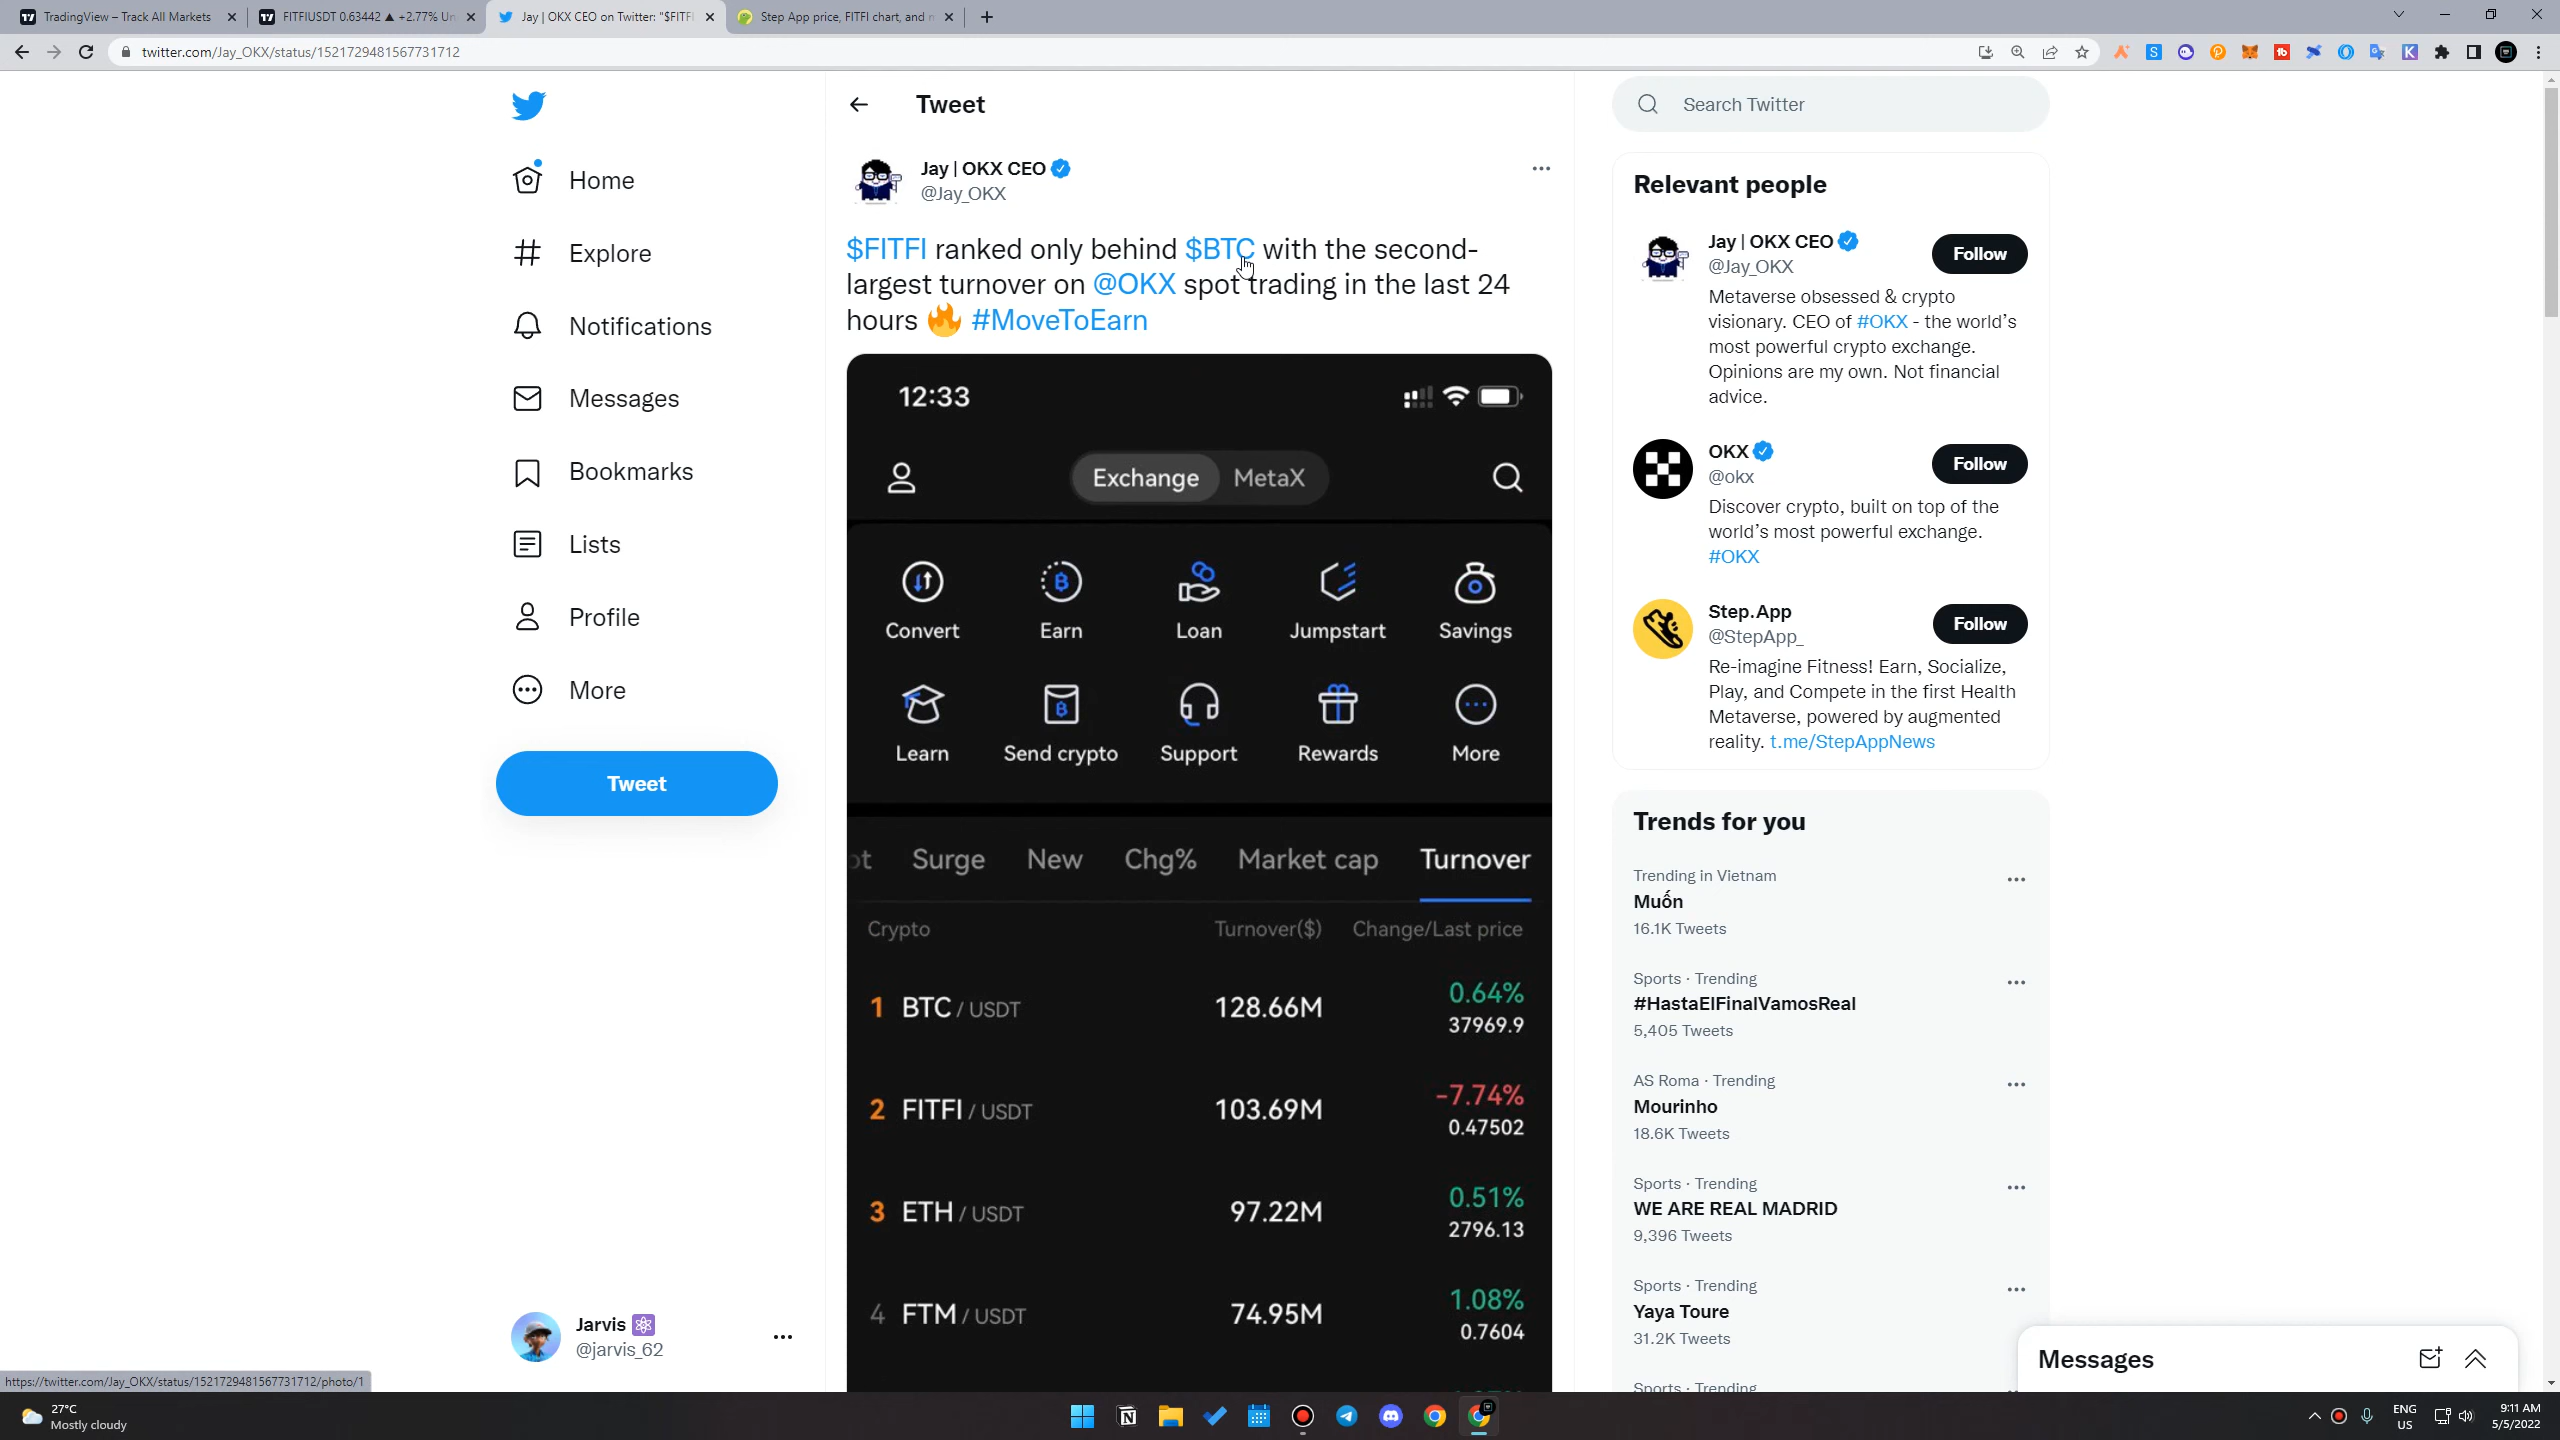 TradingView – Track All Markets
FITFIUSDT 0.63442 ▲ +2.77% Un
Jay | OKX CEO on Twitter: "$FITF
Step App price, FITFI chart, and m
twitter.com/Jay_OKX/status/1521729481567731712
Home
Explore
Notifications
Messages
Bookmarks
Lists
Profile
More
Tweet
Jarvis
@jarvis_62
Tweet
Jay | OKX CEO
@Jay_OKX
$FITFI ranked only behind $BTC with the second-
largest turnover on @OKX spot trading in the last 24
hours 🔥 #MoveToEarn
12:33
Exchange MetaX
Convert Earn Loan Jumpstart Savings
Learn Send crypto Support Rewards More
ot Surge New Chg% Market cap Turnover
Crypto Turnover($) Change/Last price
1 BTC / USDT 128.66M 0.64%
37969.9
2 FITFI / USDT 103.69M -7.74%
0.47502
3 ETH / USDT 97.22M 0.51%
2796.13
4 FTM / USDT 74.95M 1.08%
0.7604
Search Twitter
Relevant people
Jay | OKX CEO
@Jay_OKX
Follow
Metaverse obsessed & crypto
visionary. CEO of #OKX - the world's
most powerful crypto exchange.
Opinions are my own. Not financial
advice.
OKX
@okx
Follow
Discover crypto, built on top of the
world's most powerful exchange.
#OKX
Step.App
@StepApp_
Follow
Re-imagine Fitness! Earn, Socialize,
Play, and Compete in the first Health
Metaverse, powered by augmented
reality. t.me/StepAppNews
Trends for you
Trending in Vietnam
Muốn
16.1K Tweets
Sports · Trending
#HastaElFinalVamosReal
5,405 Tweets
AS Roma · Trending
Mourinho
18.6K Tweets
Sports · Trending
WE ARE REAL MADRID
9,396 Tweets
Sports · Trending
Yaya Toure
31.2K Tweets
Sports · Trending
Messages
https://twitter.com/Jay_OKX/status/1521729481567731712/photo/1
27°C
Mostly cloudy
ENG
US
9:11 AM
5/5/2022